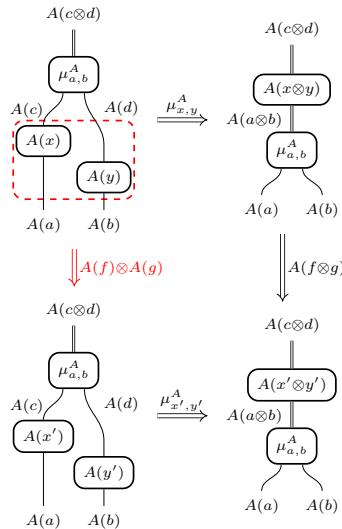 A(c⊗d) A(c⊗d)
μ^A_{a,b} A(x⊗y)
A(c) A(d) μ^A_{x,y} A(a⊗b)
A(x) μ^A_{a,b}
A(y)
A(a) A(b) A(a) A(b)
A(f)⊗A(g) A(f⊗g)
A(c⊗d) A(c⊗d)
μ^A_{a,b} A(x′⊗y′)
A(c) A(d) μ^A_{x′,y′} A(a⊗b)
A(x′) μ^A_{a,b}
A(y′)
A(a) A(b) A(a) A(b)